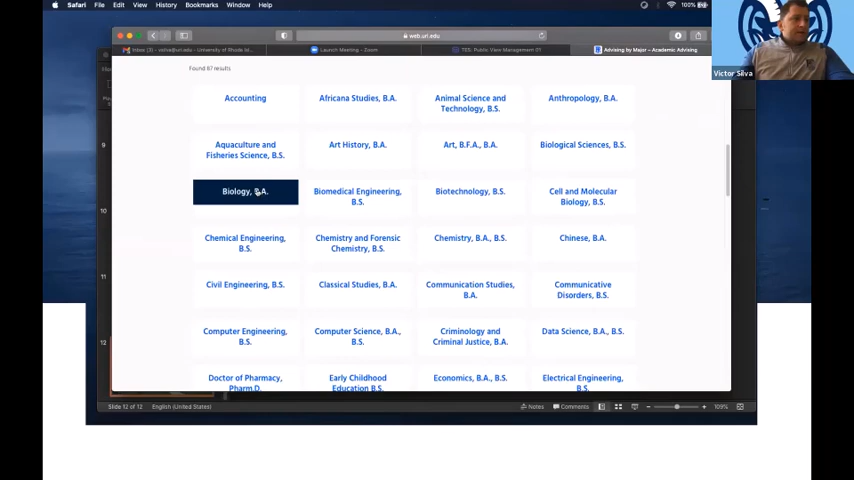 Safari File Edit View History Bookmarks Window Help
100%
web.uri.edu
Launch Meeting - Zoom
TES: Public View Management 01
Advising by Major – Academic Advising
Victor Silva
Found 67 results
Accounting
Africana Studies, B.A.
Animal Science and
Technology, B.S.
Anthropology, B.A.
Aquaculture and
Fisheries Science, B.S.
Art History, B.A.
Art, B.F.A., B.A.
Biological Sciences, B.S.
Biology, B.A.
Biomedical Engineering,
B.S.
Biotechnology, B.S.
Cell and Molecular
Biology, B.S.
Chemical Engineering,
B.S.
Chemistry and Forensic
Chemistry, B.S.
Chemistry, B.A., B.S.
Chinese, B.A.
Civil Engineering, B.S.
Classical Studies, B.A.
Communication Studies,
B.A.
Communicative
Disorders, B.S.
Computer Engineering,
B.S.
Computer Science, B.A.,
B.S.
Criminology and
Criminal Justice, B.A.
Data Science, B.A., B.S.
Doctor of Pharmacy,
Pharm.D.
Early Childhood
Education B.S.
Economics, B.A., B.S.
Electrical Engineering,
B.S.
9
10
11
12
Slide 12 of 12 English (United States)
Notes Comments 109%